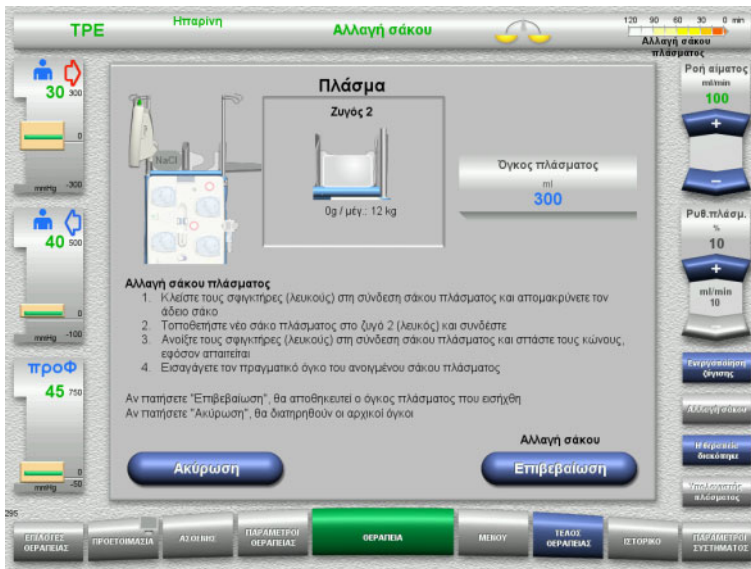 TPE
Ηπαρίνη
Αλλαγή σάκου
120 90 60 30 0 min
Αλλαγή σάκου
πλάσματος
30 300
0
mmHg -300
40 500
0
mmHg -100
προΦ
45 750
0
mmHg -50
295
Πλάσμα
NaCl
Ζυγός 2
0g / μέγ.: 12 kg
Όγκος πλάσματος
ml
300
Αλλαγή σάκου πλάσματος
1. Κλείστε τους σφιγκτήρες (λευκούς) στη σύνδεση σάκου πλάσματος και απομακρύνετε τον
άδειο σάκο
2. Τοποθετήστε νέο σάκο πλάσματος στο ζυγό 2 (λευκός) και συνδέστε
3. Ανοίξτε τους σφιγκτήρες (λευκούς) στη σύνδεση σάκου πλάσματος και σπάστε τους κώνους,
εφόσον απαιτείται
4. Εισαγάγετε τον πραγματικό όγκο του ανοιγμένου σάκου πλάσματος
Αν πατήσετε "Επιβεβαίωση", θα αποθηκευτεί ο όγκος πλάσματος που εισήχθη
Αν πατήσετε "Ακύρωση", θα διατηρηθούν οι αρχικοί όγκοι
Αλλαγή σάκου
Ακύρωση
Επιβεβαίωση
Ροή αίματος
ml/min
100
+
−
Ρυθ.πλάσμ.
%
10
+
ml/min
10
−
Ενεργοποίηση
ζύγισης
Αλλαγή σάκου
Η θεραπεία
διεκόπηκε
Υπολογιστής
πλάσματος
ΕΠΙΛΟΓΕΣ
ΘΕΡΑΠΕΙΑΣ
ΠΡΟΕΤΟΙΜΑΣΙΑ
ΑΣΘΕΝΗΣ
ΠΑΡΑΜΕΤΡΟΙ
ΘΕΡΑΠΕΙΑΣ
ΘΕΡΑΠΕΙΑ
ΜΕΝΟΥ
ΤΕΛΟΣ
ΘΕΡΑΠΕΙΑΣ
ΙΣΤΟΡΙΚΟ
ΠΑΡΑΜΕΤΡΟΙ
ΣΥΣΤΗΜΑΤΟΣ